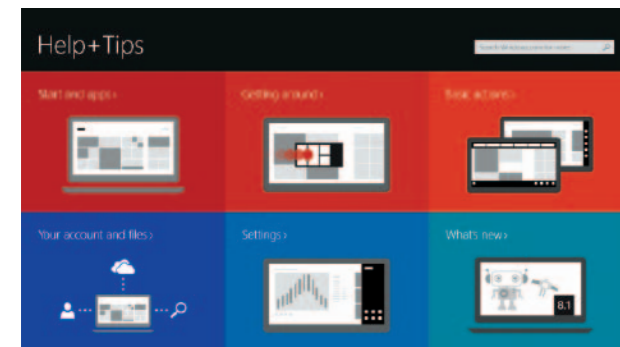 Help+Tips
Start and apps ›
Getting around ›
Basic actions ›
Your account and files ›
Settings ›
What's new ›
8.1